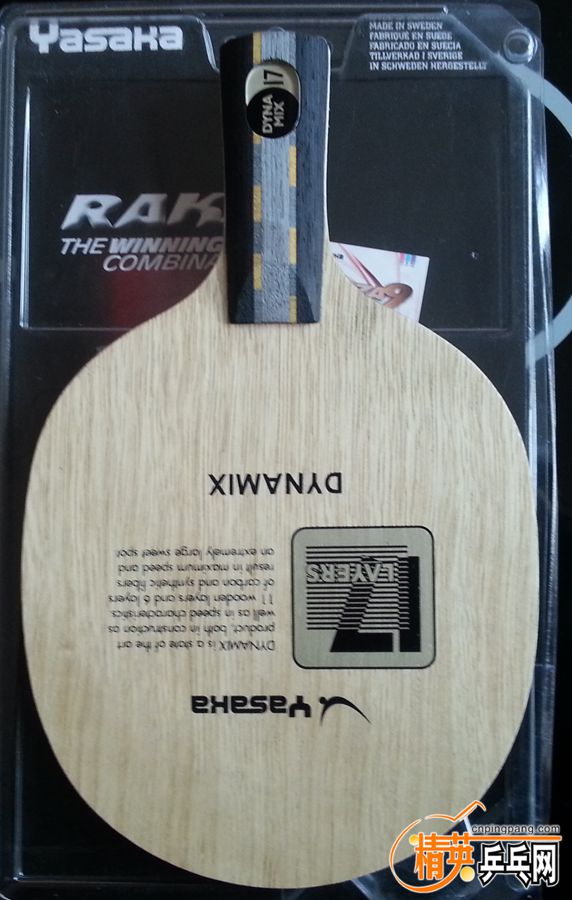 Yasaka
MADE IN SWEDEN
FABRIQUÉ EN SUÈDE
FABRICADO EN SUECIA
TILLVERKAD I SVERIGE
IN SCHWEDEN HERGESTELLT
17
DYNA
MIX
RAK
THE WINNING
COMBINA
Yasaka
DYNAMIX is a state of the art
product, both in construction as
well as in speed characteristics
11 wooden layers and 6 layers
of carbon and synthetic fibers
result in maximum speed and
an extremely large sweet spot
17
LAYERS
DYNAMIX
cnpingpang.com
精英乒乓网